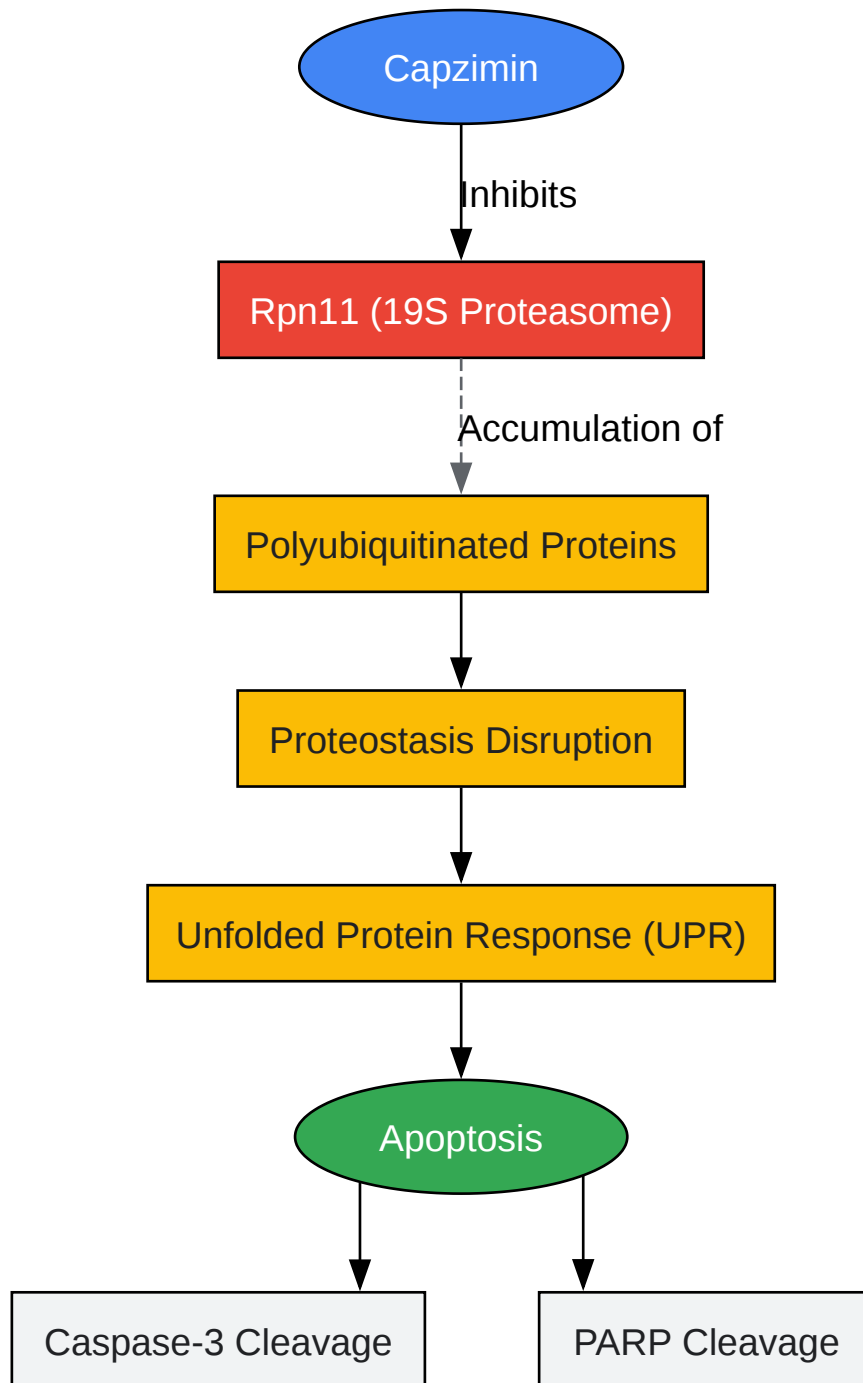 Capzimin
Inhibits
Rpn11 (19S Proteasome)
Accumulation of
Polyubiquitinated Proteins
Proteostasis Disruption
Unfolded Protein Response (UPR)
Apoptosis
Caspase-3 Cleavage
PARP Cleavage